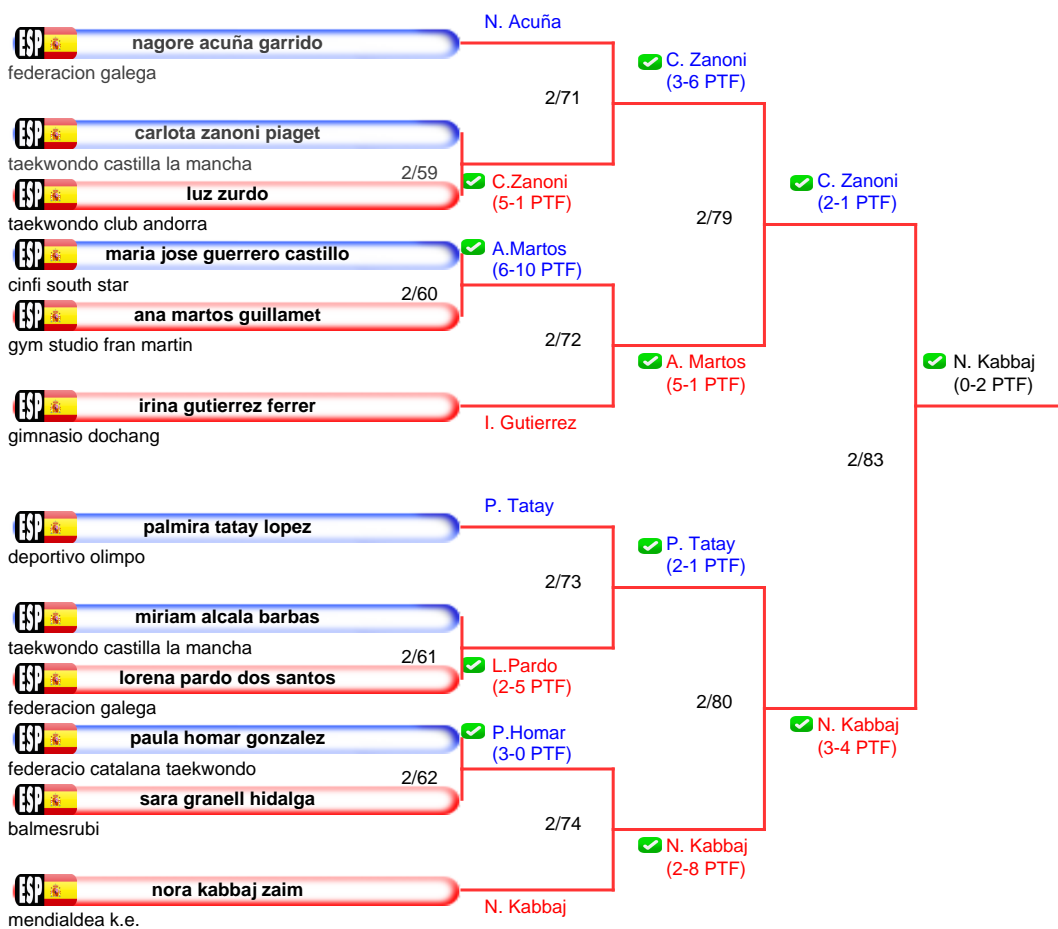 N. Acuña
ESP nagore acuña garrido
federacion galega
C. Zanoni
(3-6 PTF)
2/71
ESP carlota zanoni piaget
taekwondo castilla la mancha
2/59
C.Zanoni
(5-1 PTF)
ESP luz zurdo
taekwondo club andorra
C. Zanoni
(2-1 PTF)
2/79
ESP maria jose guerrero castillo
cinfi south star
A.Martos
(6-10 PTF)
2/60
ESP ana martos guillamet
gym studio fran martin
2/72
A. Martos
(5-1 PTF)
N. Kabbaj
(0-2 PTF)
ESP irina gutierrez ferrer
gimnasio dochang
I. Gutierrez
2/83
P. Tatay
ESP palmira tatay lopez
deportivo olimpo
P. Tatay
(2-1 PTF)
2/73
ESP miriam alcala barbas
taekwondo castilla la mancha
2/61
L.Pardo
(2-5 PTF)
ESP lorena pardo dos santos
federacion galega
2/80
N. Kabbaj
(3-4 PTF)
ESP paula homar gonzalez
federacio catalana taekwondo
P.Homar
(3-0 PTF)
2/62
ESP sara granell hidalga
balmesrubi
2/74
N. Kabbaj
(2-8 PTF)
ESP nora kabbaj zaim
mendialdea k.e.
N. Kabbaj